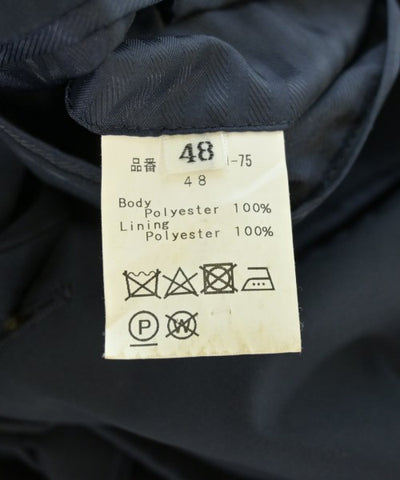 品番 48 -75
48
Body
Polyester 100%
Lining
Polyester 100%
P
W